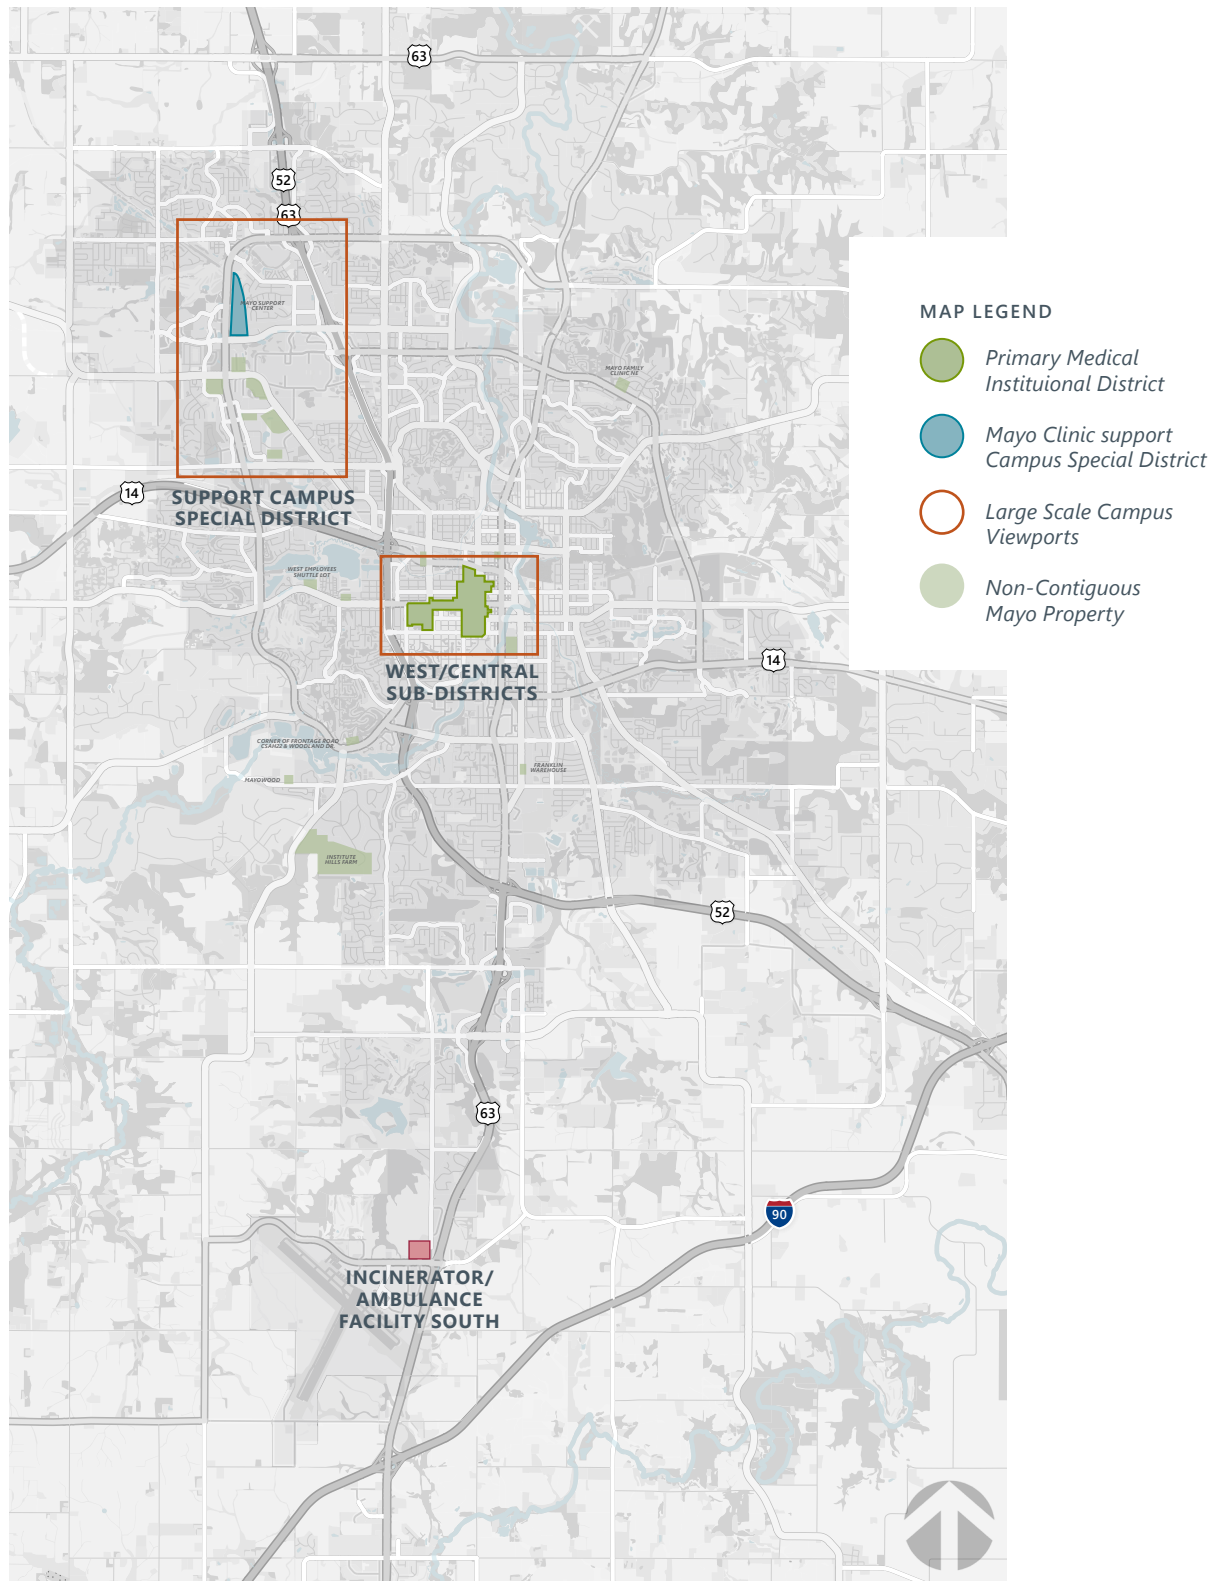 63
52
63
MAYO SUPPORT
CENTER
MAYO FAMILY
CLINIC NE
MAP LEGEND
Primary Medical
Instituional District
Mayo Clinic support
Campus Special District
Large Scale Campus
Viewports
Non-Contiguous
Mayo Property
14
SUPPORT CAMPUS
SPECIAL DISTRICT
WEST EMPLOYEES
SHUTTLE LOT
WEST/CENTRAL
SUB-DISTRICTS
14
CORNER OF FRONTAGE ROAD
CSAH22 & WOODLAND DR.
MAYOWOOD
FRANKLIN
WAREHOUSE
INSTITUTE
HILLS FARM
52
63
90
INCINERATOR/
AMBULANCE
FACILITY SOUTH